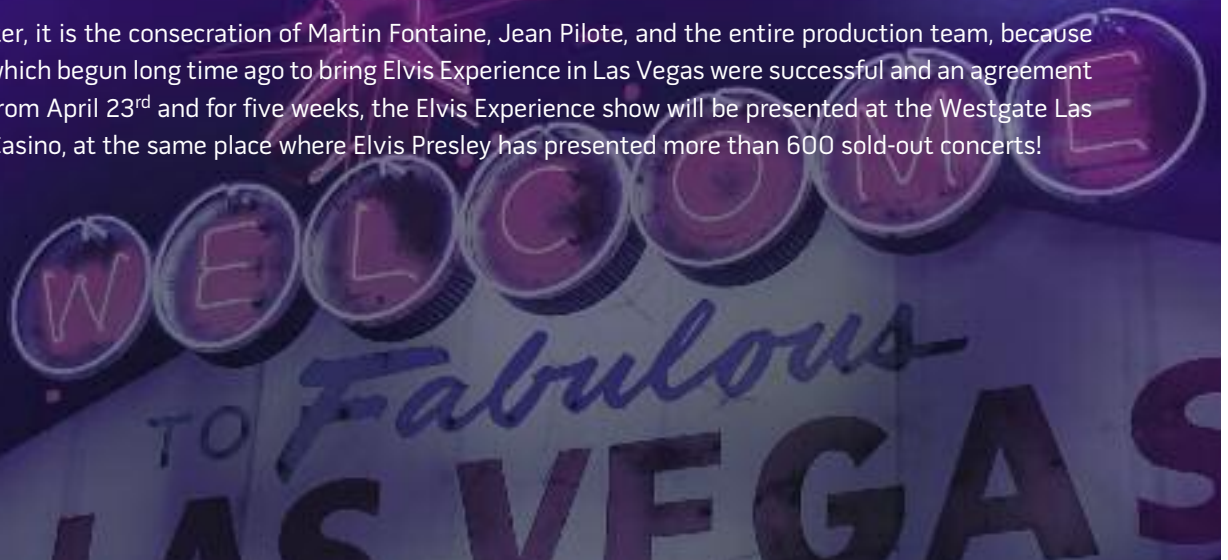 er, it is the consecration of Martin Fontaine, Jean Pilote, and the entire production team, because
which begun long time ago to bring Elvis Experience in Las Vegas were successful and an agreement
rom April 23rd and for five weeks, the Elvis Experience show will be presented at the Westgate Las
Casino, at the same place where Elvis Presley has presented more than 600 sold-out concerts!
WELCOME
TO Fabulous
LAS VEGAS